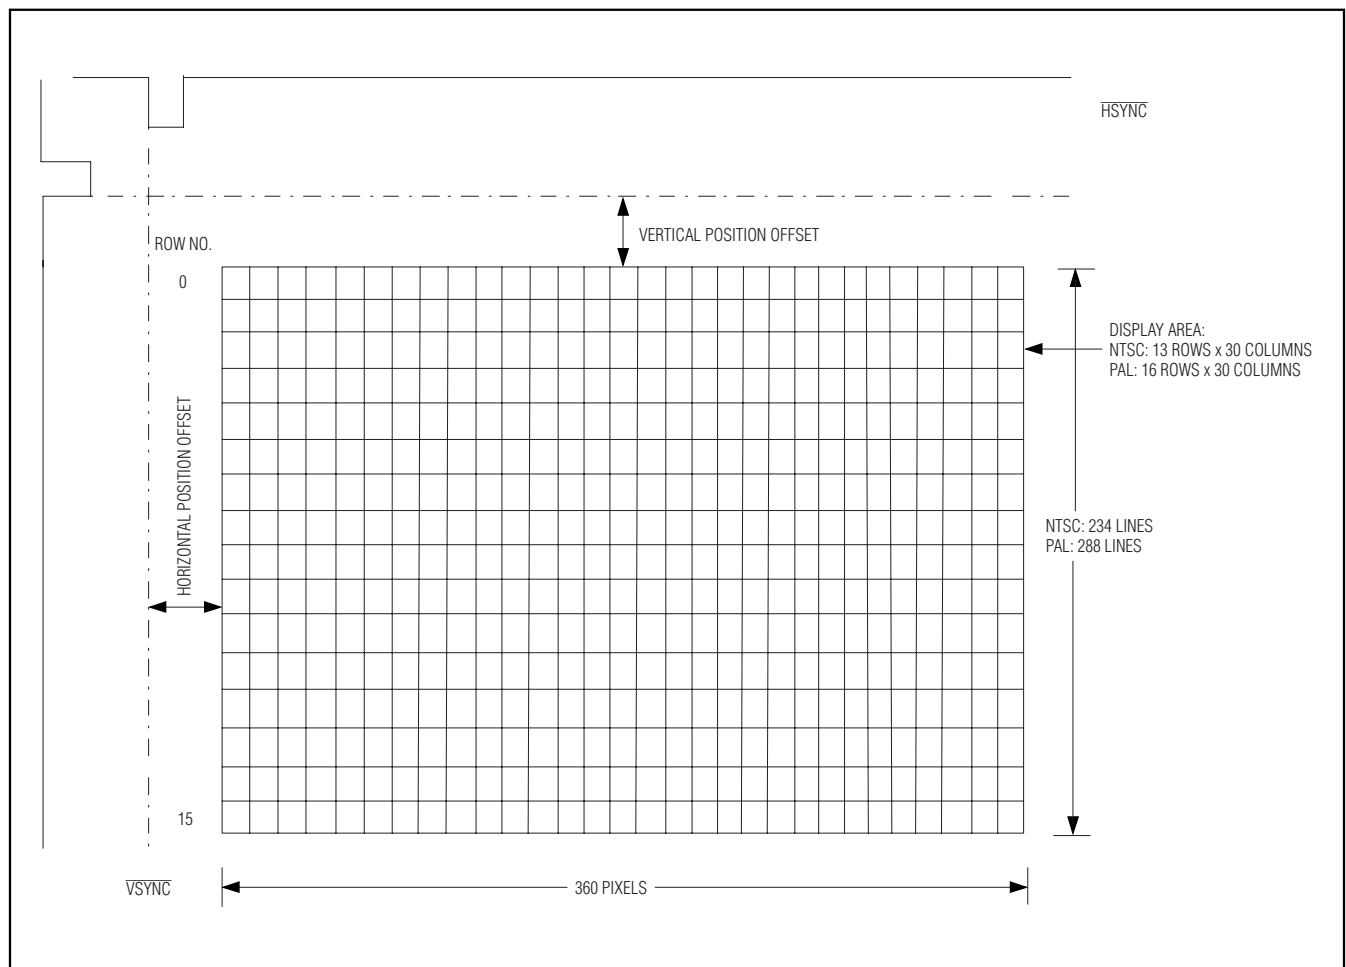 HSYNC
VERTICAL POSITION OFFSET
ROW NO.
0
DISPLAY AREA:
NTSC: 13 ROWS x 30 COLUMNS
PAL: 16 ROWS x 30 COLUMNS
HORIZONTAL POSITION OFFSET
NTSC: 234 LINES
PAL: 288 LINES
15
VSYNC
360 PIXELS